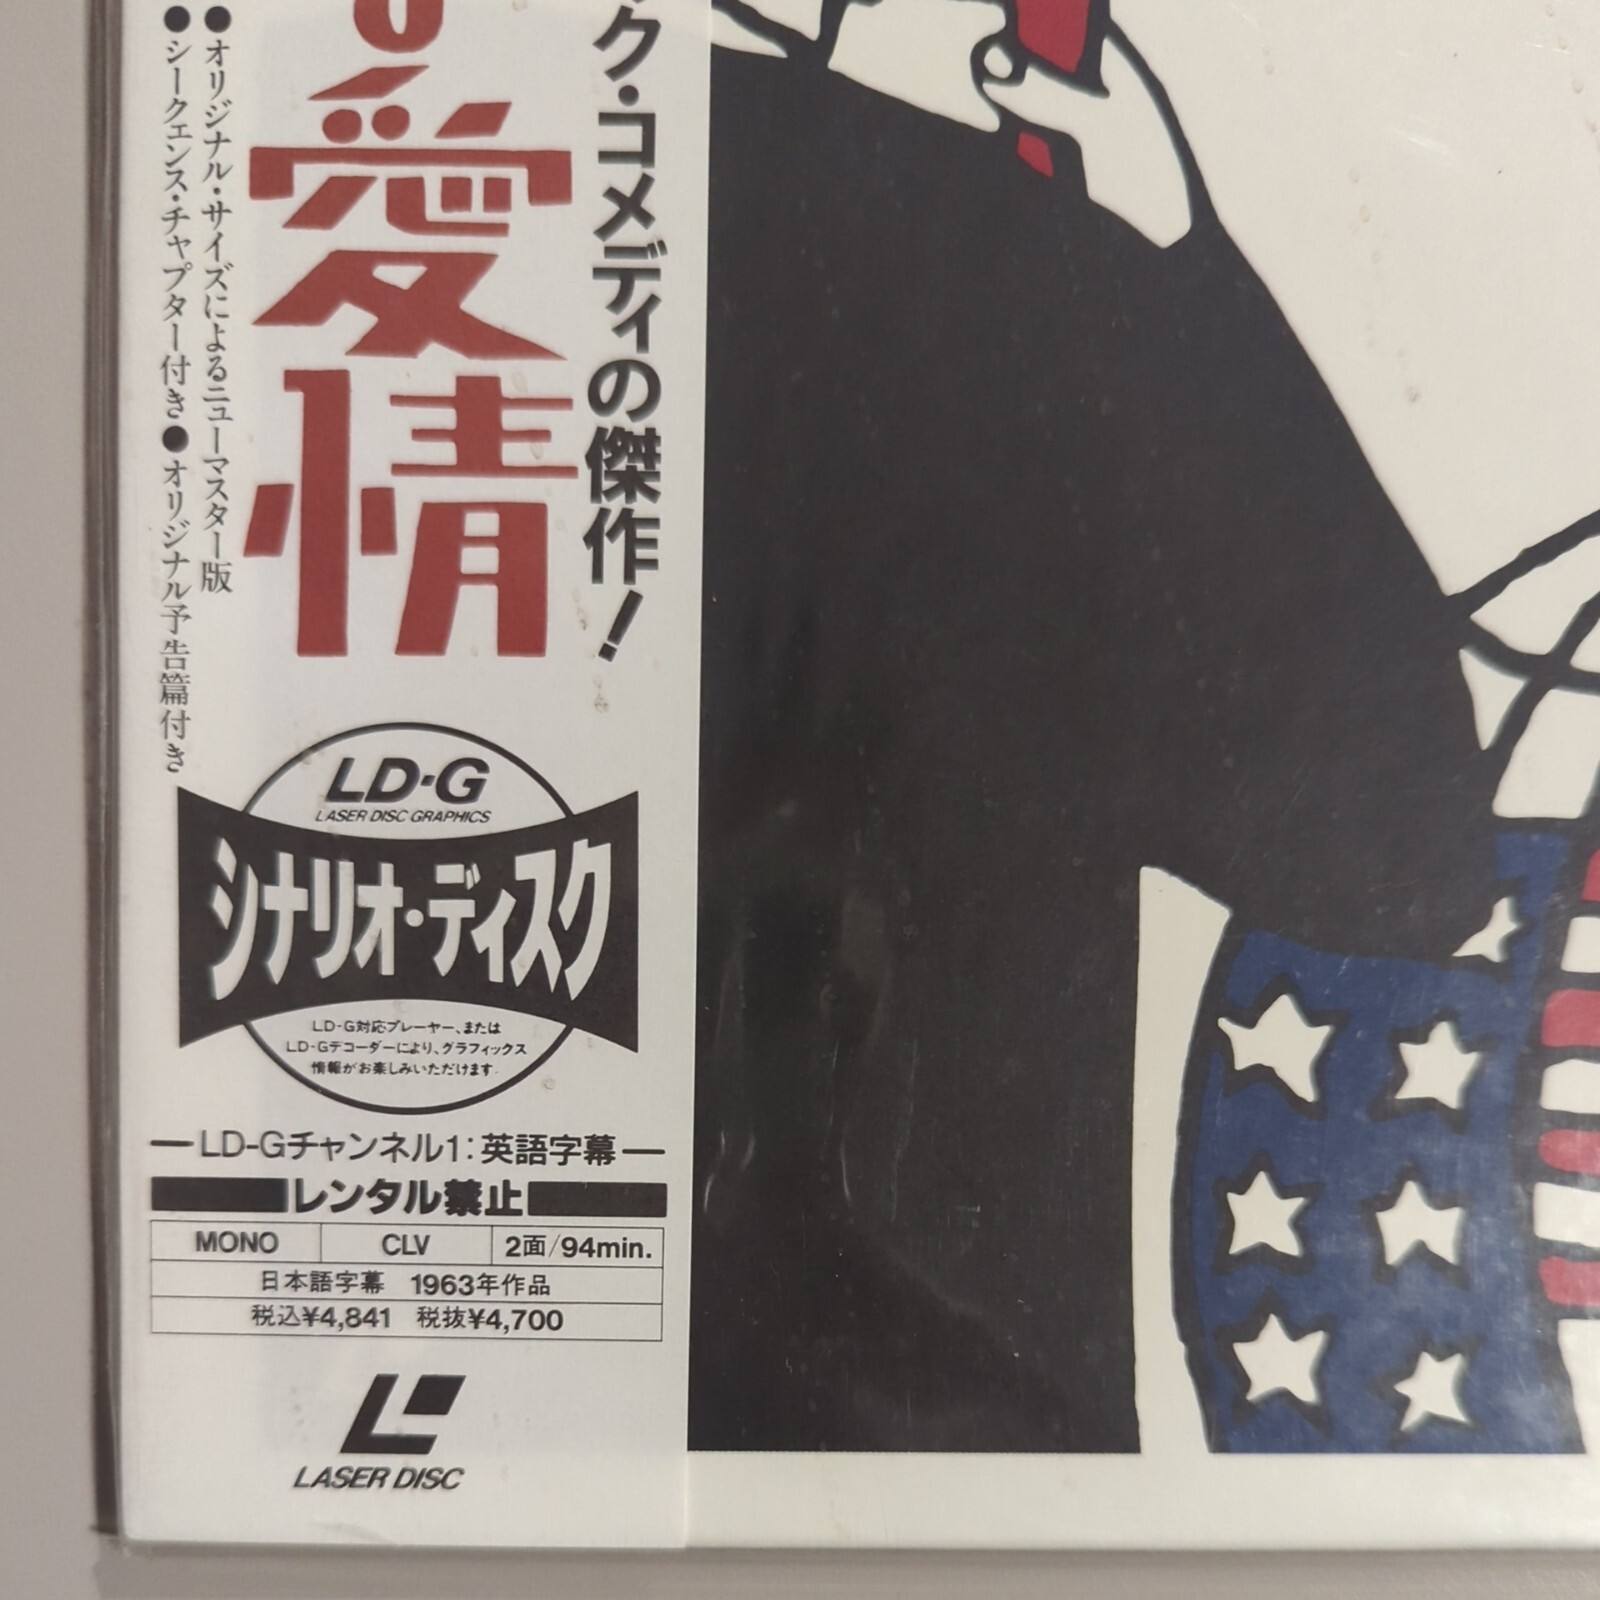 ク・コメディの傑作!
愛情
●オリジナル・サイズによるニューマスター版
●シークェンス・チャプター付き●オリジナル予告篇付き
LD-G
LASER DISC GRAPHICS
シナリオ・ディスク
LD-G対応プレーヤー、または
LD-Gデコーダーにより、グラフィックス
情報がお楽しみいただけます.
LD-Gチャンネル1:英語字幕
レンタル禁止
MONO CLV 2面/94min.
日本語字幕 1963年作品
税込¥4,841 税抜¥4,700
LASER DISC